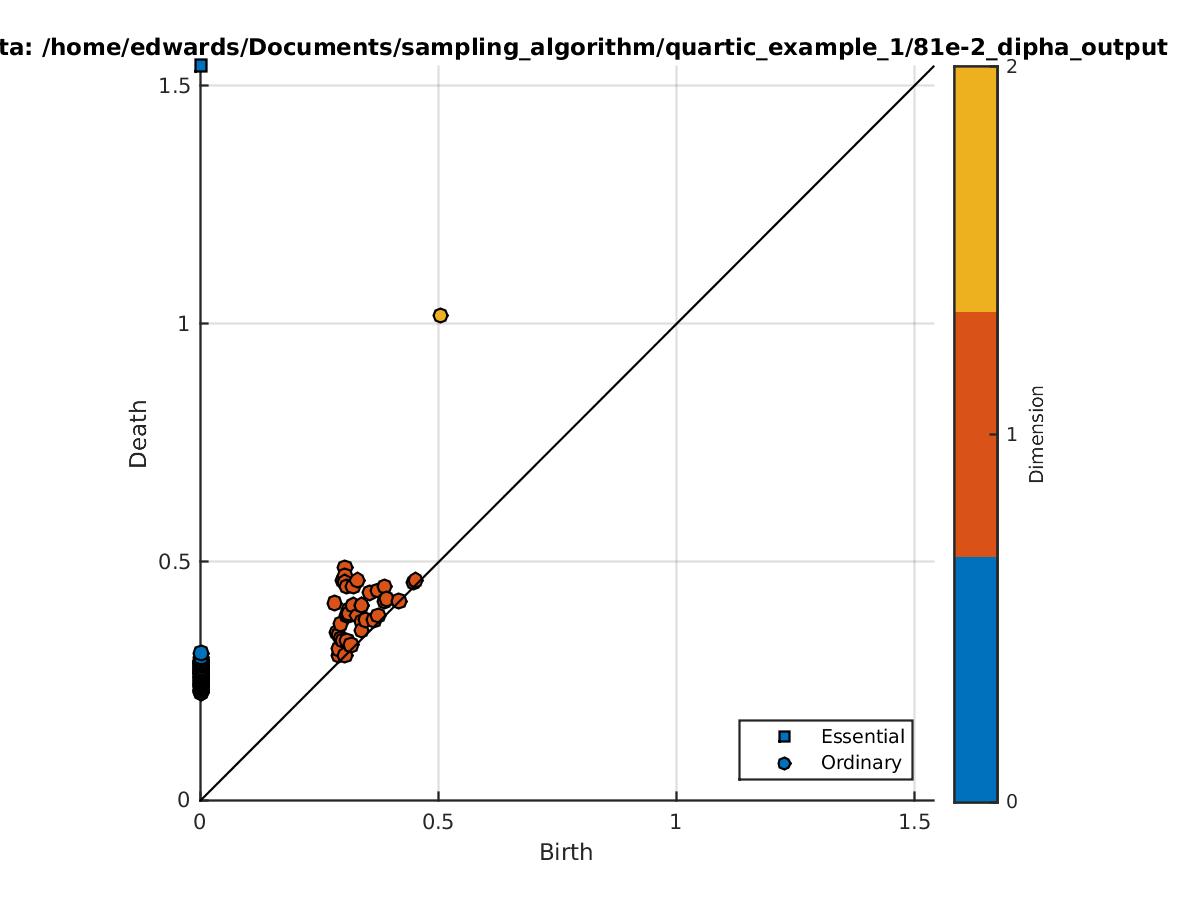 ta: /home/edwards/Documents/sampling_algorithm/quartic_example_1/81e-2_dipha_output
1.5
1
0.5
0
Death
0
0.5
1
1.5
Birth
Essential
Ordinary
2
1
0
Dimension